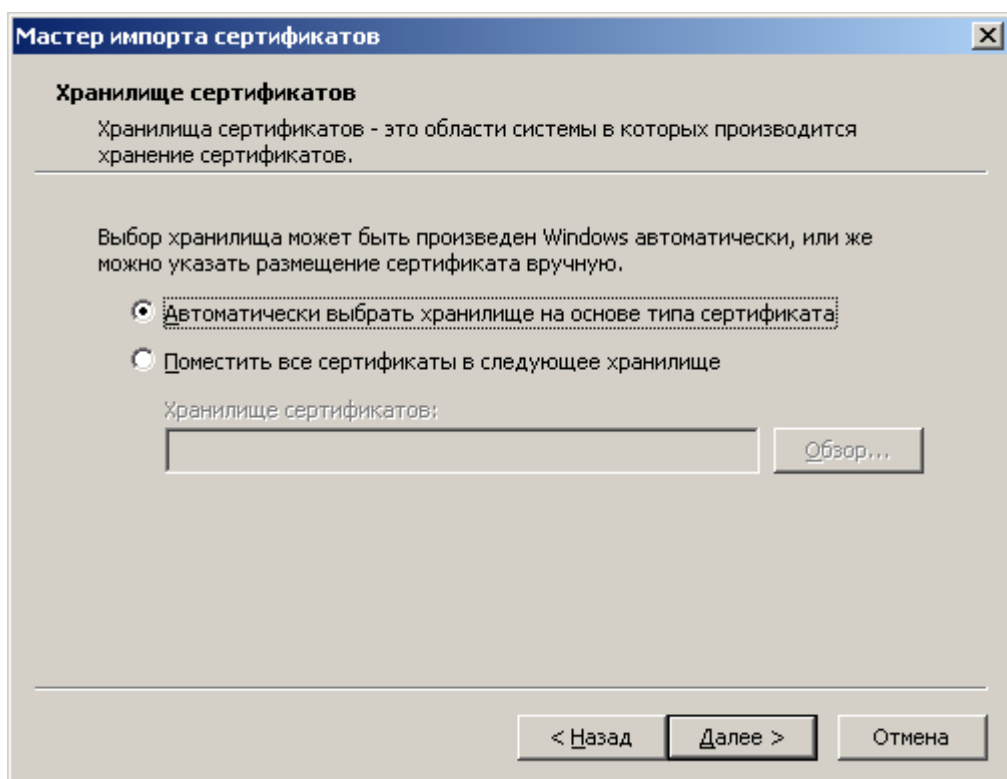 Мастер импорта сертификатов
Хранилище сертификатов
Хранилища сертификатов - это области системы в которых производится
хранение сертификатов.
Выбор хранилища может быть произведен Windows автоматически, или же
можно указать размещение сертификата вручную.
Автоматически выбрать хранилище на основе типа сертификата
Поместить все сертификаты в следующее хранилище
Хранилище сертификатов:
Обзор...
< Назад
Далее >
Отмена